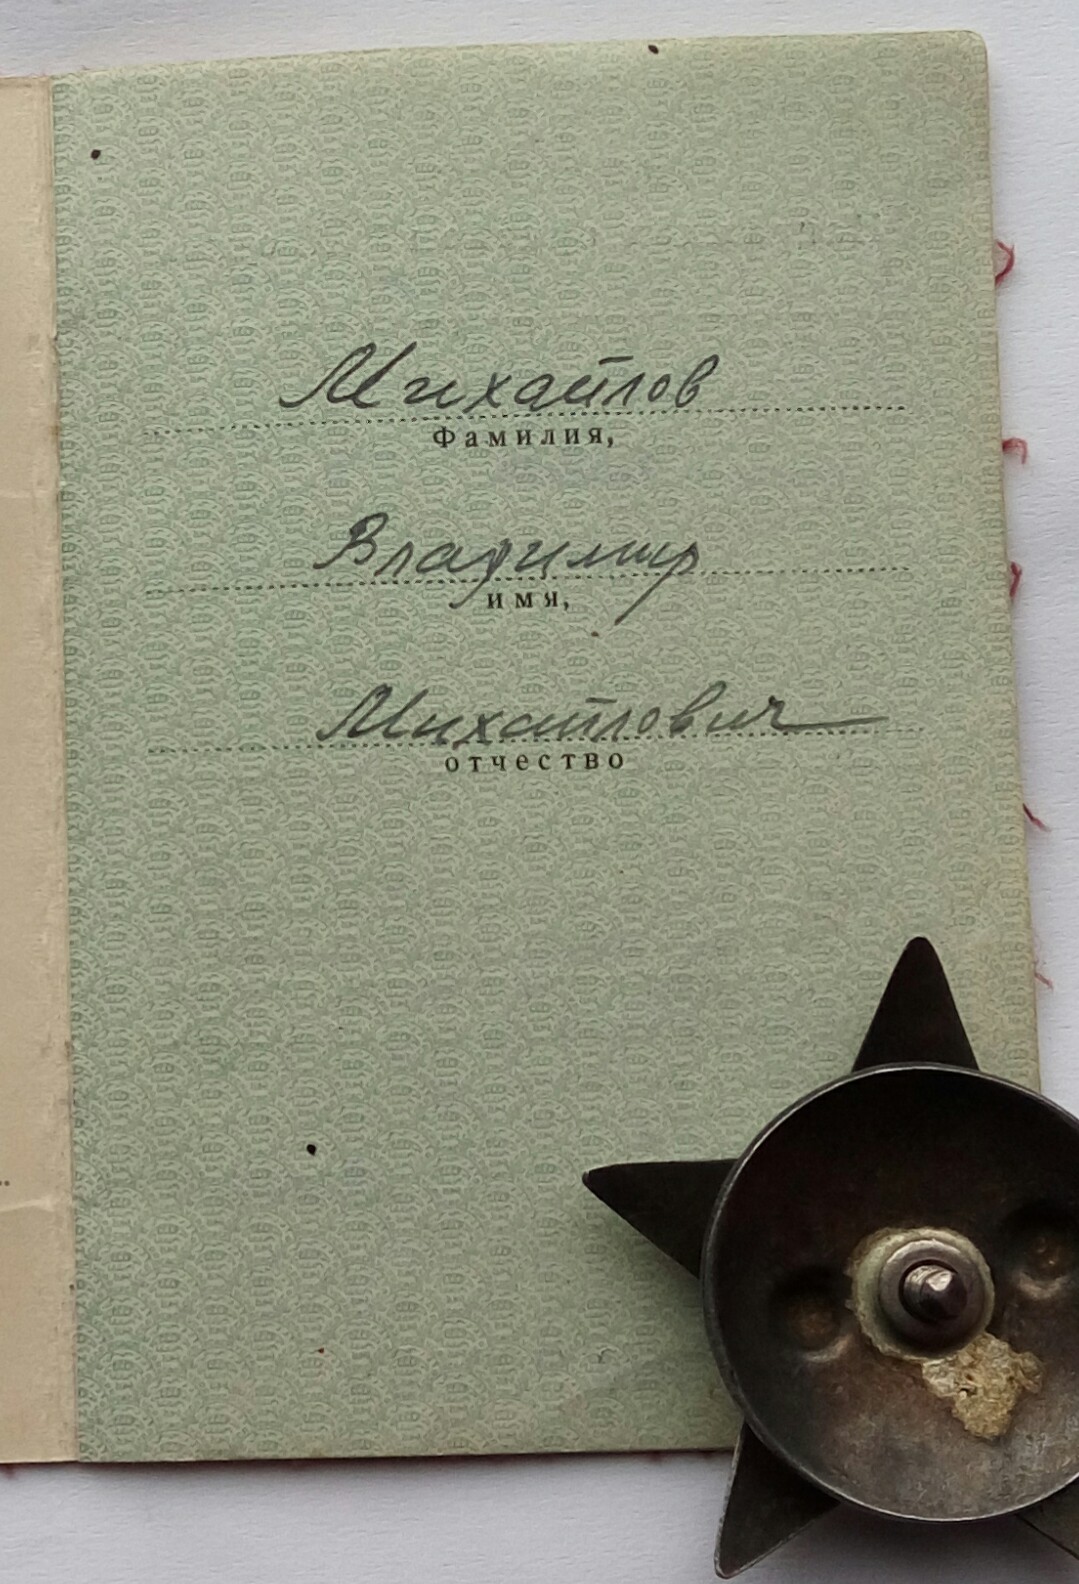 Михайлов
Фамилия,
Владимир
имя,
Михайлович
отчество